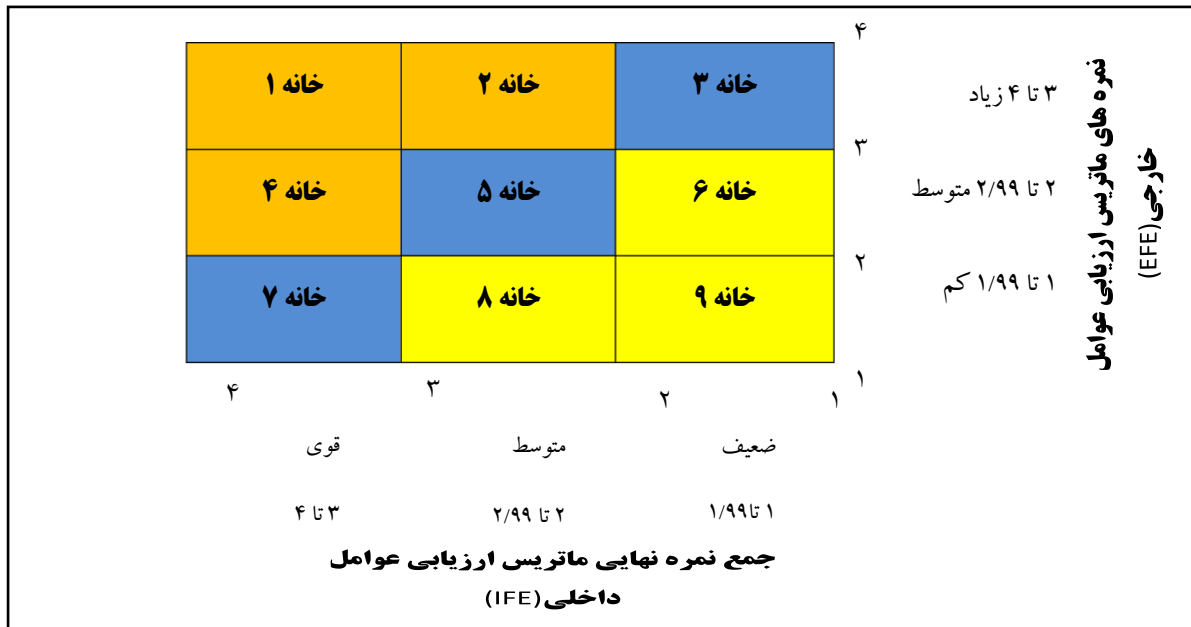 ۴
خانه ۱
خانه ۲
خانه ۳
۳ تا ۴ زیاد
۳
خانه ۴
خانه ۵
خانه ۶
۲ تا ۲/۹۹ متوسط
۲
خانه ۷
خانه ۸
خانه ۹
۱ تا ۱/۹۹ کم
۱
نمره های ماتریس ارزیابی عوامل
خارجی(EFE)
۴
۳
۲
۱
قوی
متوسط
ضعیف
۳ تا ۴
۲ تا ۲/۹۹
۱ تا۱/۹۹
جمع نمره نهایی ماتریس ارزیابی عوامل
داخلی(IFE)